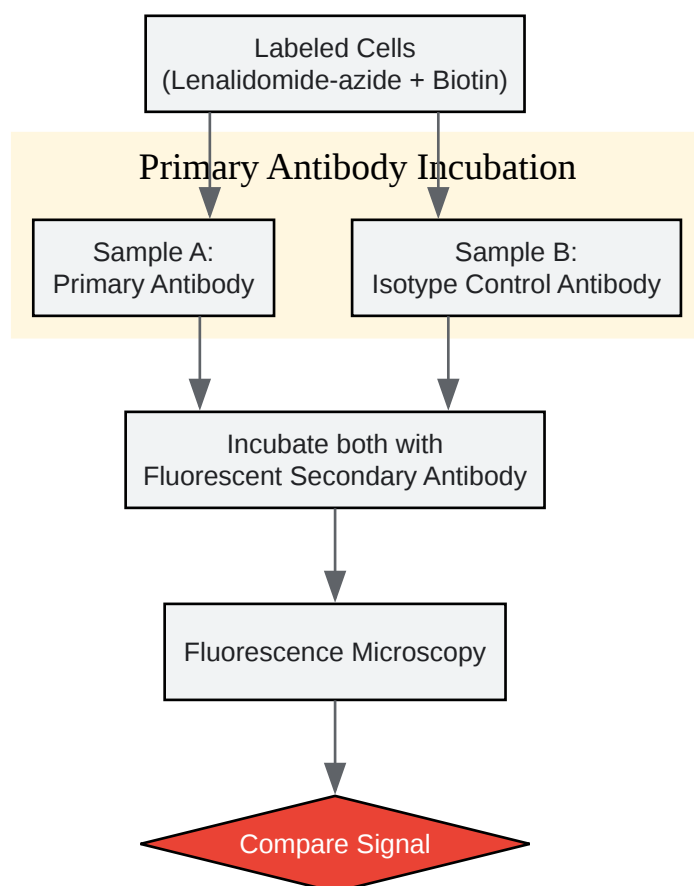 Labeled Cells
(Lenalidomide-azide + Biotin)
Primary Antibody Incubation
Sample A:
Primary Antibody
Sample B:
Isotype Control Antibody
Incubate both with
Fluorescent Secondary Antibody
Fluorescence Microscopy
Compare Signal